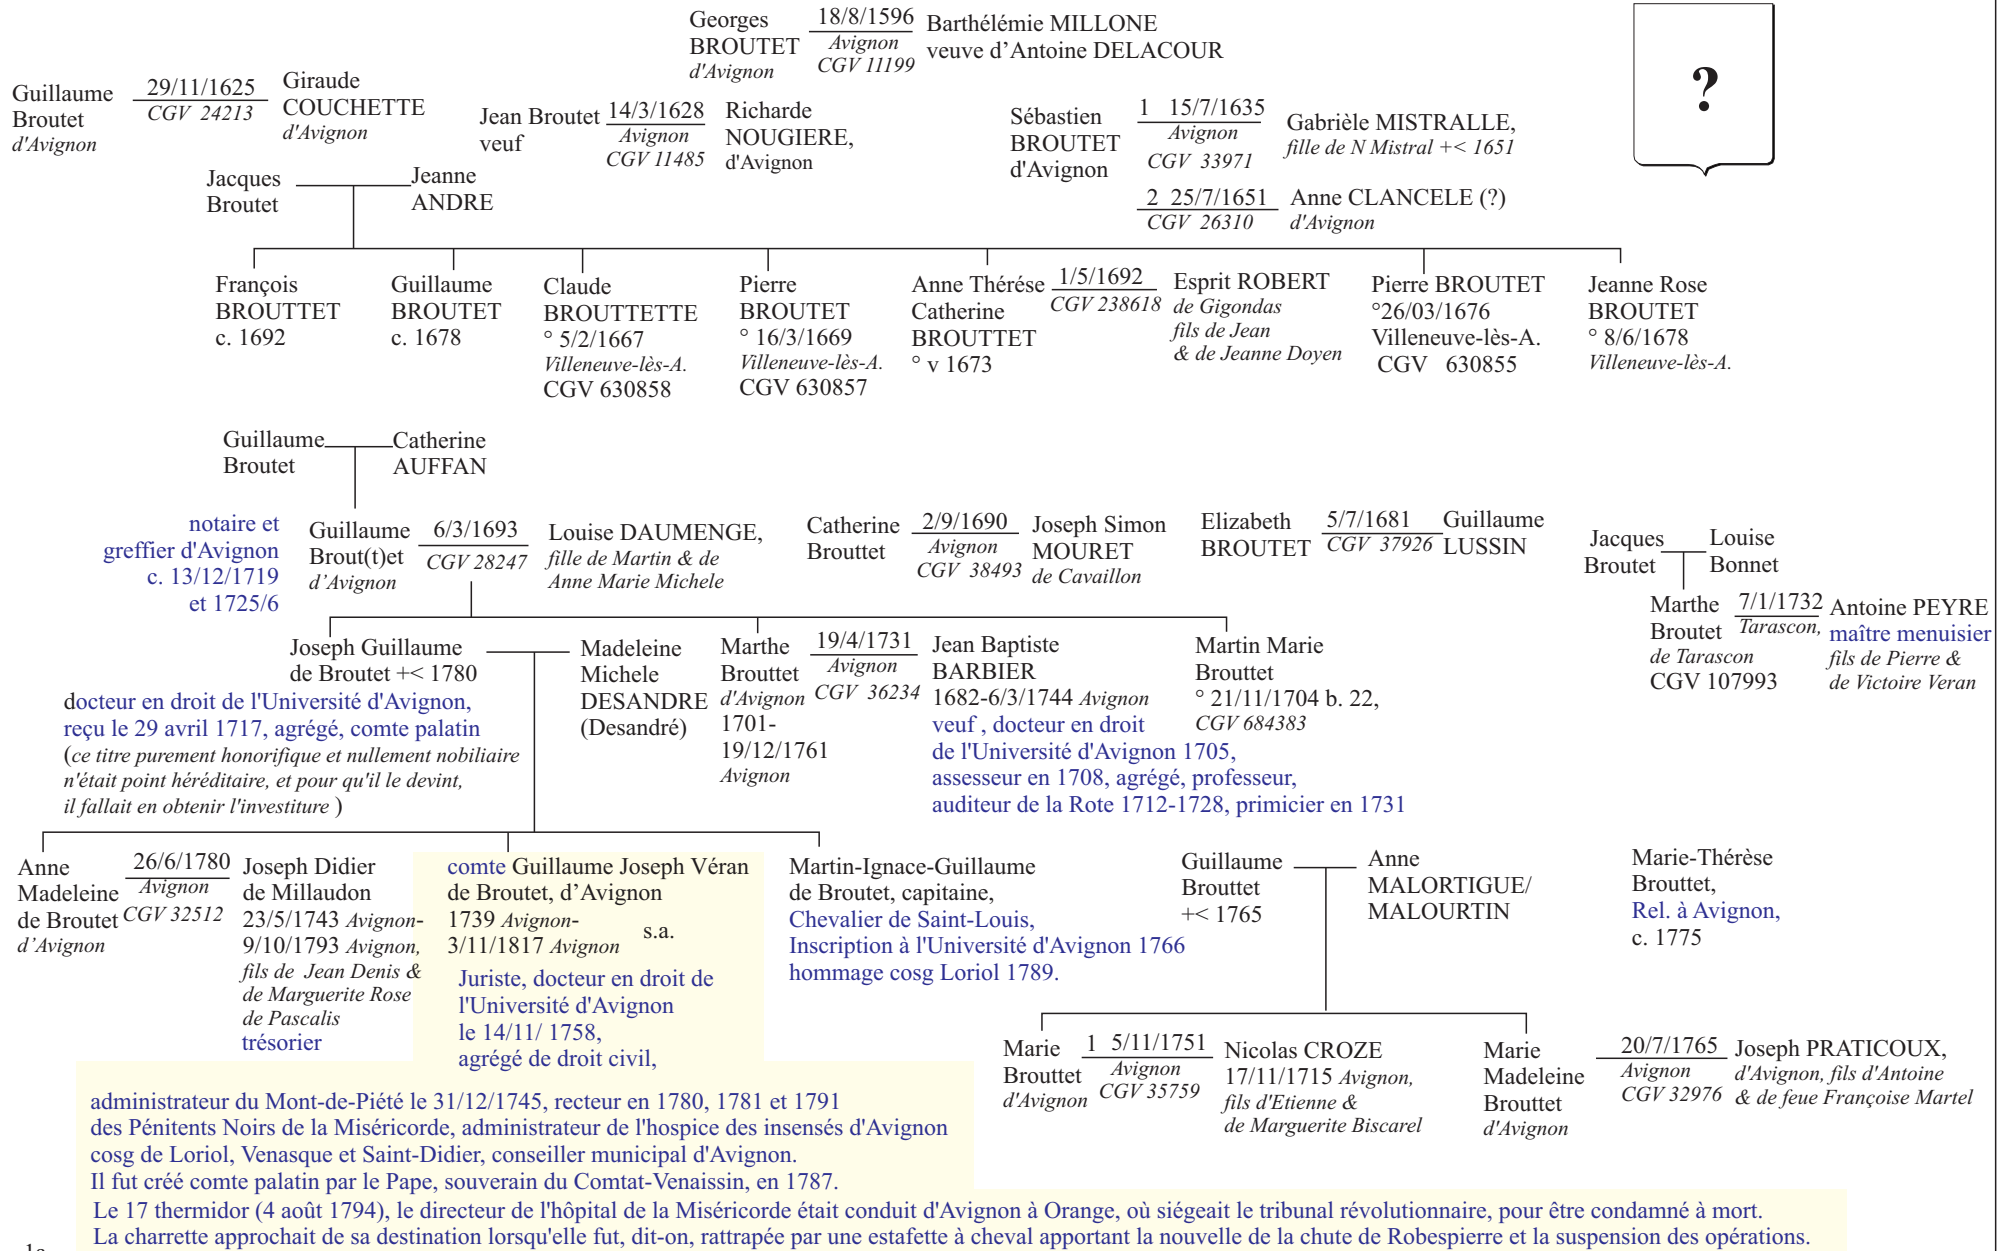 Georges
BROUTET
d'Avignon
18/8/1596
Avignon
CGV 11199
Barthélémie MILLONE
veuve d'Antoine DELACOUR
?
Guillaume
Broutet
d'Avignon
29/11/1625
CGV 24213
Giraude
COUCHETTE
d'Avignon
Jean Broutet
veuf
14/3/1628
Avignon
CGV 11485
Richarde
NOUGIERE,
d'Avignon
Sébastien
BROUTET
d'Avignon
1 15/7/1635
Avignon
CGV 33971
Gabrièle MISTRALLE,
fille de N Mistral +< 1651
2 25/7/1651
CGV 26310
Anne CLANCELE (?)
d'Avignon
Jacques
Broutet
Jeanne
ANDRE
François
BROUTTET
c. 1692
Guillaume
BROUTET
c. 1678
Claude
BROUTTETTE
° 5/2/1667
Villeneuve-lès-A.
CGV 630858
Pierre
BROUTET
° 16/3/1669
Villeneuve-lès-A.
CGV 630857
Anne Thérése
Catherine
BROUTTET
° v 1673
1/5/1692
CGV 238618
Esprit ROBERT
de Gigondas
fils de Jean
& de Jeanne Doyen
Pierre BROUTET
°26/03/1676
Villeneuve-lès-A.
CGV 630855
Jeanne Rose
BROUTET
° 8/6/1678
Villeneuve-lès-A.
Guillaume
Broutet
Catherine
AUFFAN
notaire et
greffier d'Avignon
c. 13/12/1719
et 1725/6
Guillaume
Brout(t)et
d'Avignon
6/3/1693
CGV 28247
Louise DAUMENGE,
fille de Martin & de
Anne Marie Michele
Catherine
Brouttet
2/9/1690
Avignon
CGV 38493
Joseph Simon
MOURET
de Cavaillon
Elizabeth
BROUTET
5/7/1681
CGV 37926
Guillaume
LUSSIN
Jacques
Broutet
Louise
Bonnet
Marthe
Broutet
de Tarascon
CGV 107993
7/1/1732
Tarascon,
Antoine PEYRE
maître menuisier
fils de Pierre &
de Victoire Veran
Joseph Guillaume
de Broutet +< 1780
docteur en droit de l'Université d'Avignon,
reçu le 29 avril 1717, agrégé, comte palatin
(ce titre purement honorifique et nullement nobiliaire
n'était point héréditaire, et pour qu'il le devint,
il fallait en obtenir l'investiture )
Madeleine
Michele
DESANDRE
(Desandré)
Marthe
Brouttet
d'Avignon
1701-
19/12/1761
Avignon
19/4/1731
Avignon
CGV 36234
Jean Baptiste
BARBIER
1682-6/3/1744 Avignon
veuf , docteur en droit
de l'Université d'Avignon 1705,
assesseur en 1708, agrégé, professeur,
auditeur de la Rote 1712-1728, primicier en 1731
Martin Marie
Brouttet
° 21/11/1704 b. 22,
CGV 684383
Anne
Madeleine
de Broutet
d'Avignon
26/6/1780
Avignon
CGV 32512
Joseph Didier
de Millaudon
23/5/1743 Avignon-
9/10/1793 Avignon,
fils de Jean Denis &
de Marguerite Rose
de Pascalis
trésorier
comte Guillaume Joseph Véran
de Broutet, d'Avignon
1739 Avignon-
3/11/1817 Avignon
s.a.
Juriste, docteur en droit de
l'Université d'Avignon
le 14/11/ 1758,
agrégé de droit civil,
Martin-Ignace-Guillaume
de Broutet, capitaine,
Chevalier de Saint-Louis,
Inscription à l'Université d'Avignon 1766
hommage cosg Loriol 1789.
Guillaume
Brouttet
+< 1765
Anne
MALORTIGUE/
MALOURTIN
Marie-Thérèse
Brouttet,
Rel. à Avignon,
c. 1775
Marie
Brouttet
d'Avignon
1 5/11/1751
Avignon
CGV 35759
Nicolas CROZE
17/11/1715 Avignon,
fils d'Etienne &
de Marguerite Biscarel
Marie
Madeleine
Brouttet
d'Avignon
20/7/1765
Avignon
CGV 32976
Joseph PRATICOUX,
d'Avignon, fils d'Antoine
& de feue Françoise Martel
administrateur du Mont-de-Piété le 31/12/1745, recteur en 1780, 1781 et 1791
des Pénitents Noirs de la Miséricorde, administrateur de l'hospice des insensés d'Avignon
cosg de Loriol, Venasque et Saint-Didier, conseiller municipal d'Avignon.
Il fut créé comte palatin par le Pape, souverain du Comtat-Venaissin, en 1787.
Le 17 thermidor (4 août 1794), le directeur de l'hôpital de la Miséricorde était conduit d'Avignon à Orange, où siégeait le tribunal révolutionnaire, pour être condamné à mort.
La charrette approchait de sa destination lorsqu'elle fut, dit-on, rattrapée par une estafette à cheval apportant la nouvelle de la chute de Robespierre et la suspension des opérations.